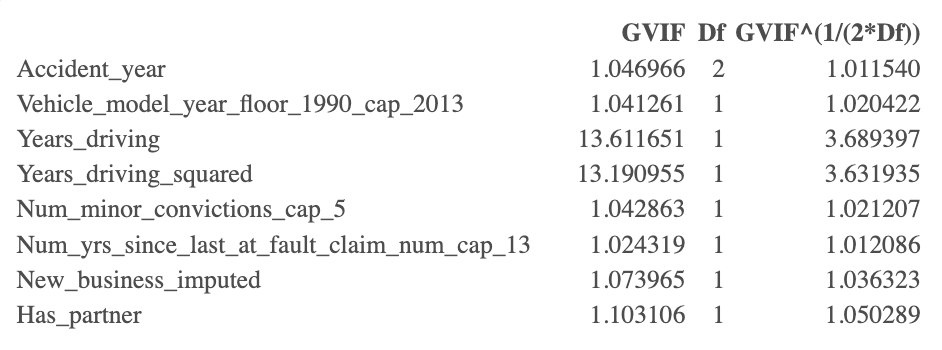 GVIF Df GVIF^(1/(2*Df))
Accident_year 1.046966 2 1.011540
Vehicle_model_year_floor_1990_cap_2013 1.041261 1 1.020422
Years_driving 13.611651 1 3.689397
Years_driving_squared 13.190955 1 3.631935
Num_minor_convictions_cap_5 1.042863 1 1.021207
Num_yrs_since_last_at_fault_claim_num_cap_13 1.024319 1 1.012086
New_business_imputed 1.073965 1 1.036323
Has_partner 1.103106 1 1.050289